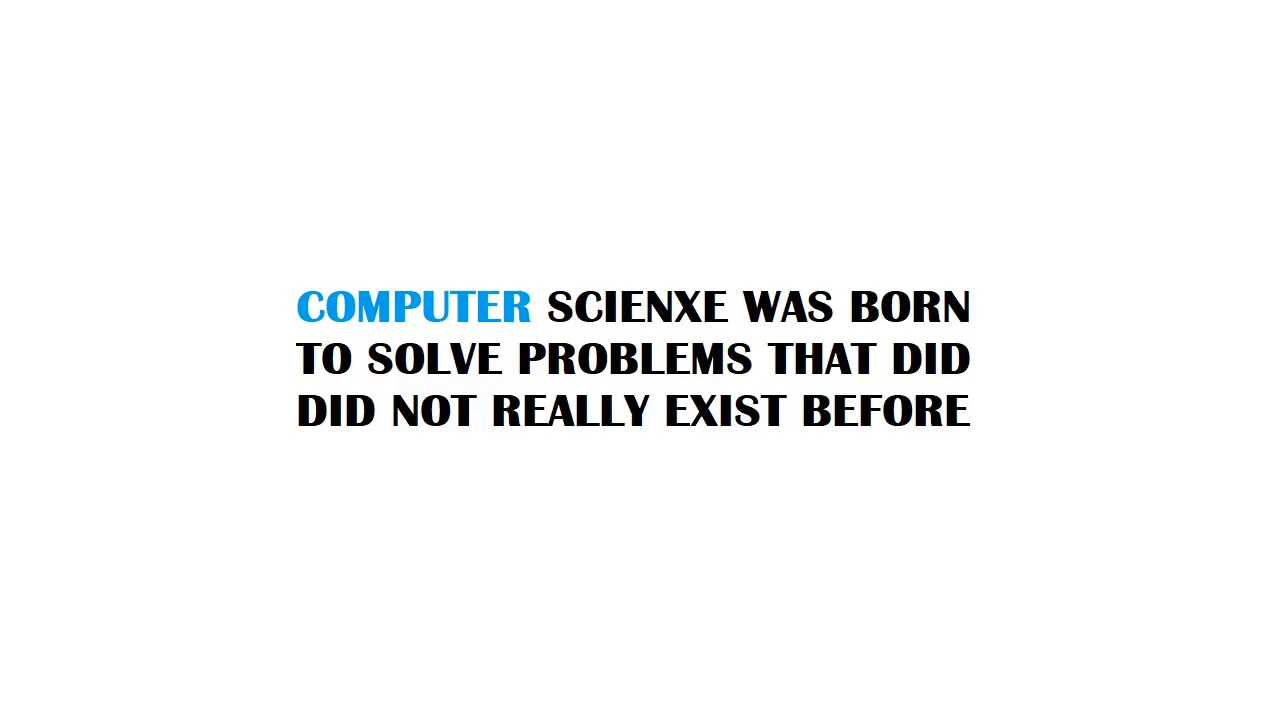 COMPUTER SCIENXE WAS BORN
TO SOLVE PROBLEMS THAT DID
DID NOT REALLY EXIST BEFORE